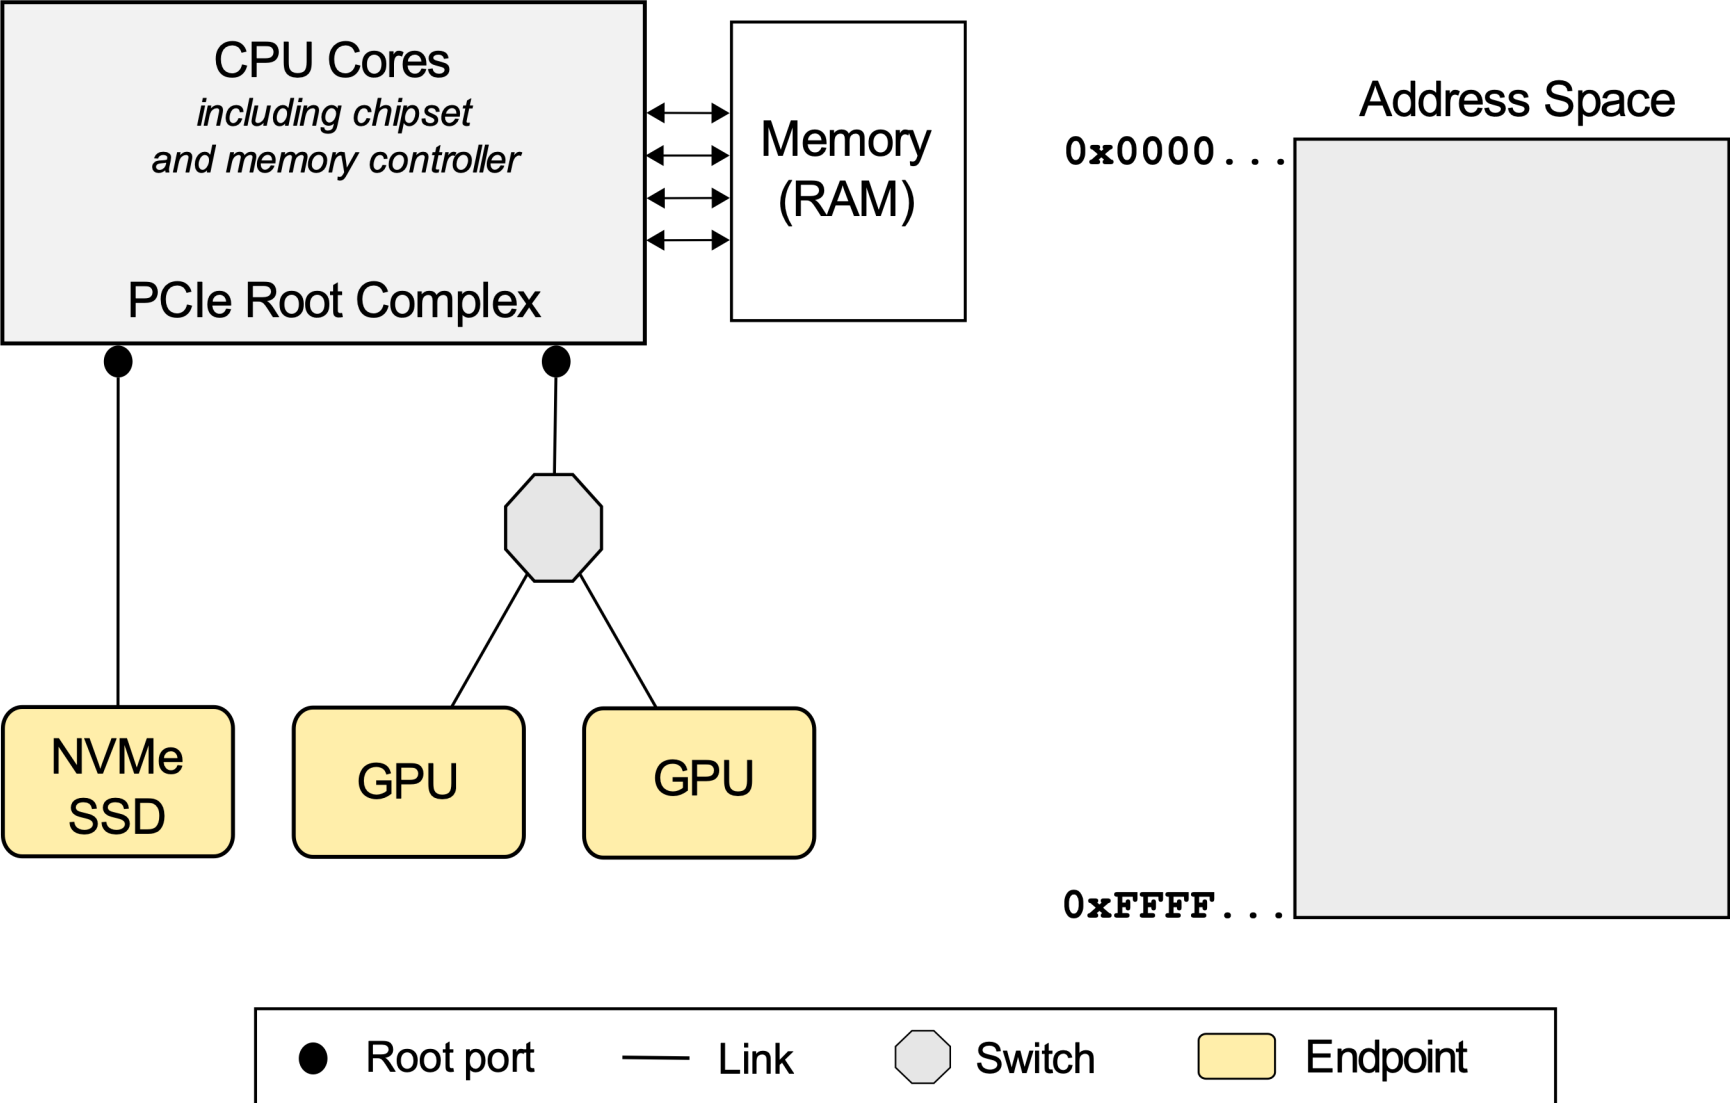 CPU Cores
including chipset
and memory controller
PCIe Root Complex
Memory
(RAM)
Address Space
0x0000...
0xFFFF...
NVMe
SSD
GPU
GPU
Root port
Link
Switch
Endpoint